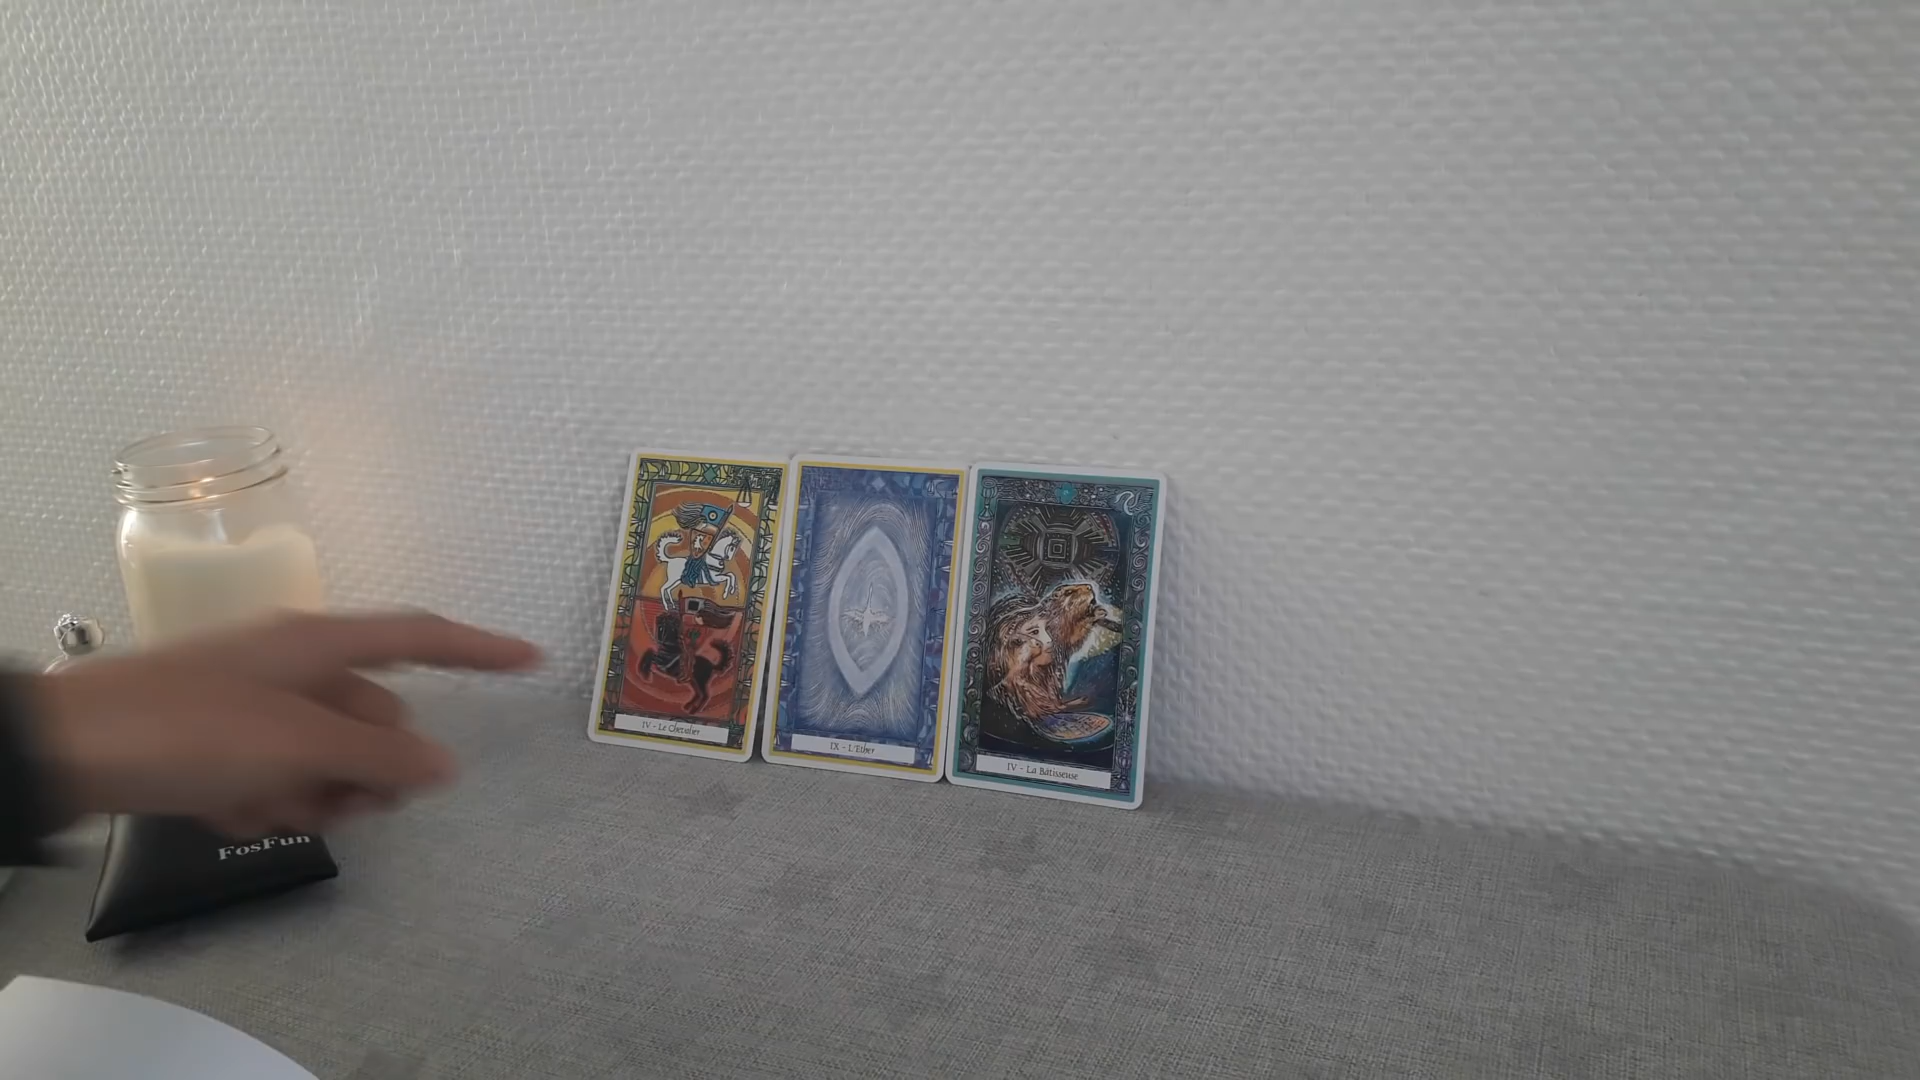 IV - Le Chevalier
IX - L'Ether
IV - La Bâtisseuse
FosFun